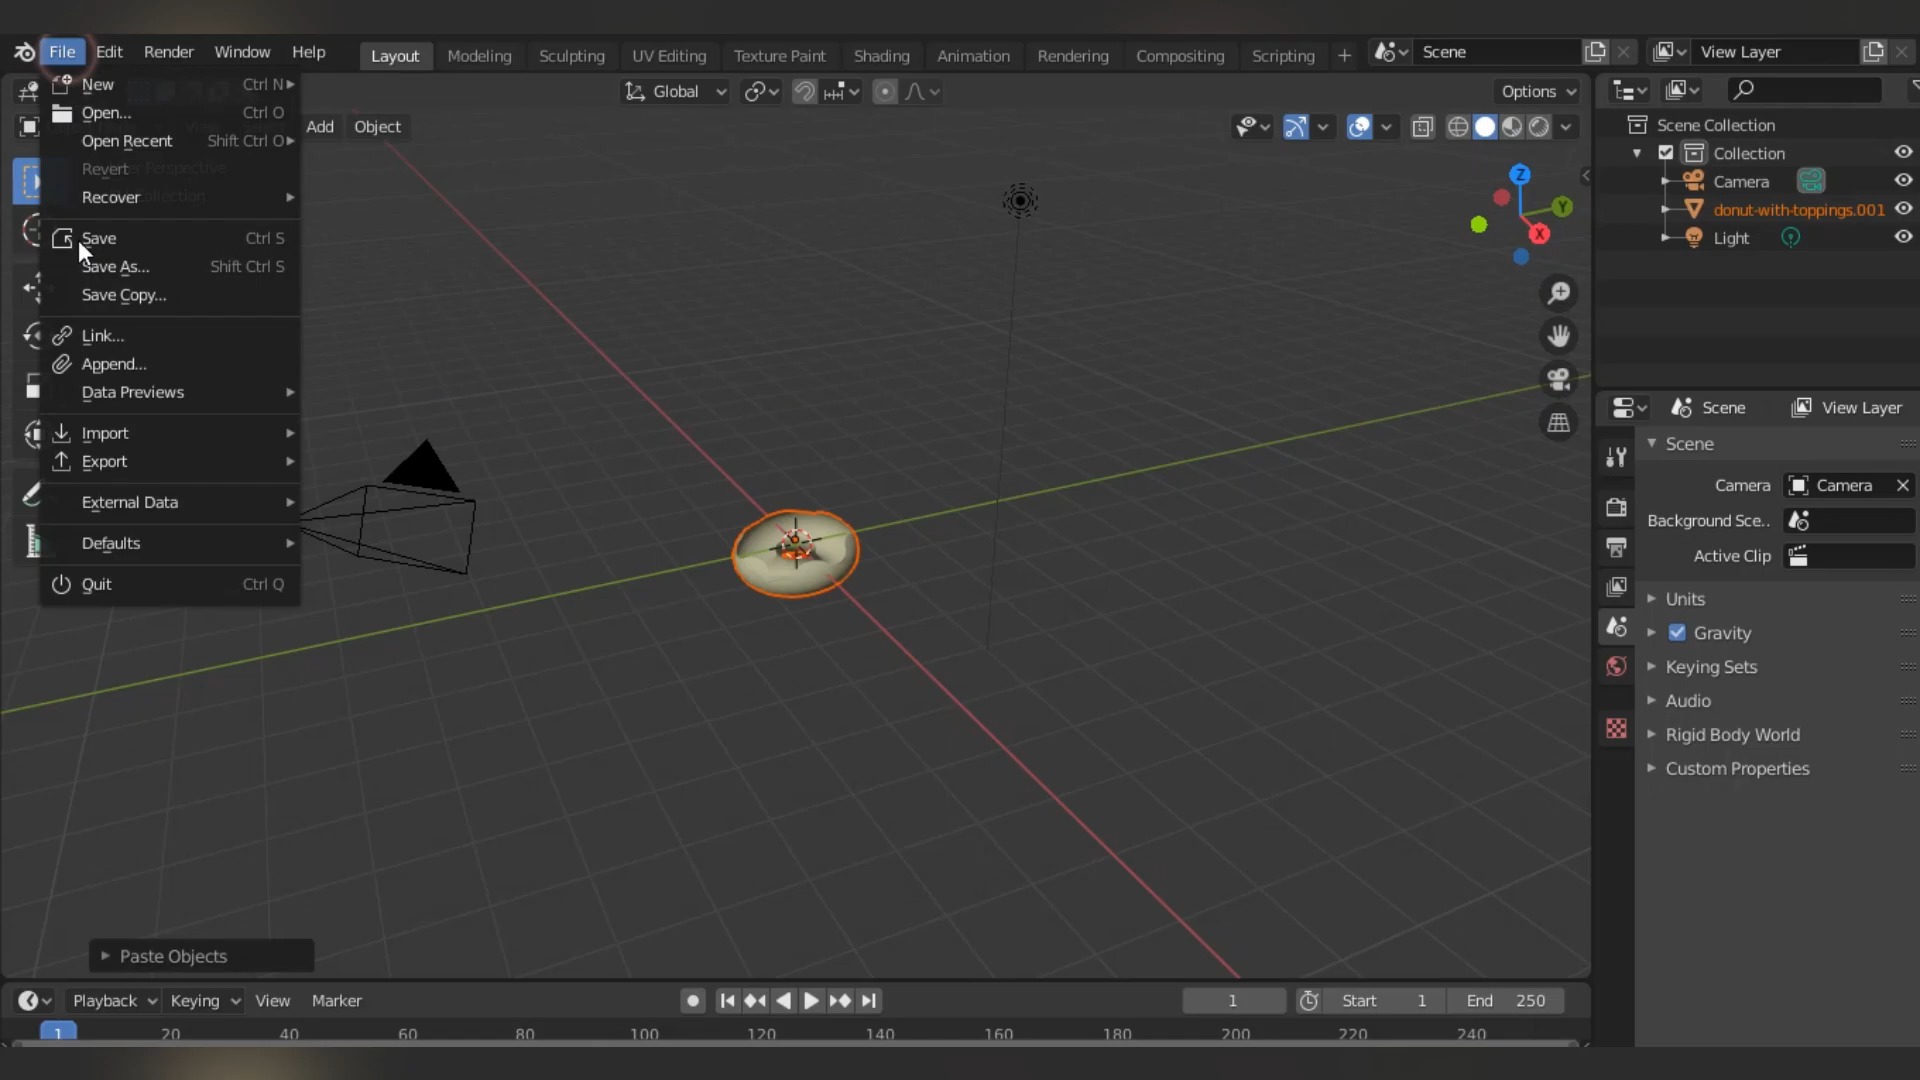 File Edit Render Window Help Layout Modeling Sculpting UV Editing Texture Paint Shading Animation Rendering Compositing Scripting + Scene View Layer
New Ctrl N
Open... Ctrl O
Open Recent Shift Ctrl O
Revert
Recover
Save Ctrl S
Save As... Shift Ctrl S
Save Copy...
Link...
Append...
Data Previews
Import
Export
External Data
Defaults
Quit Ctrl Q
Global
Options
Add Object
Perspective
Z
Y
X
Scene Collection
Collection
Camera
donut-with-toppings.001
Light
Scene View Layer
Scene
Camera Camera
Background Sce..
Active Clip
Units
Gravity
Keying Sets
Audio
Rigid Body World
Custom Properties
Paste Objects
Playback Keying View Marker 1 Start 1 End 250
1 20 40 60 80 100 120 140 160 180 200 220 240